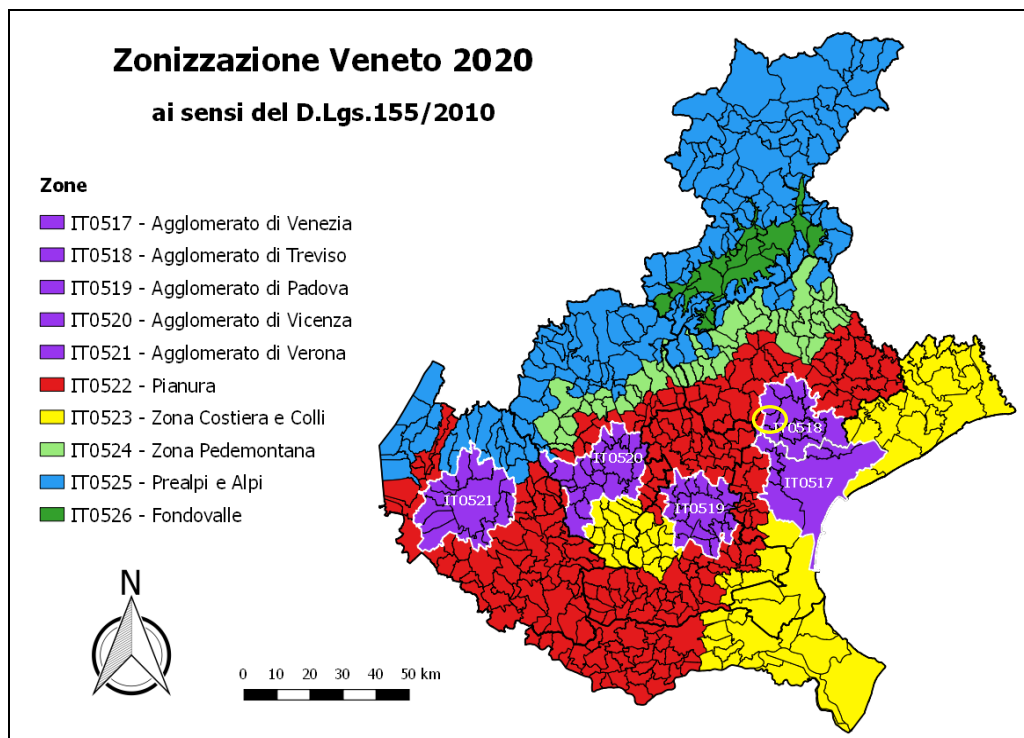 Zonizzazione Veneto 2020
ai sensi del D.Lgs.155/2010
Zone
IT0517 - Agglomerato di Venezia
IT0518 - Agglomerato di Treviso
IT0519 - Agglomerato di Padova
IT0520 - Agglomerato di Vicenza
IT0521 - Agglomerato di Verona
IT0522 - Pianura
IT0523 - Zona Costiera e Colli
IT0524 - Zona Pedemontana
IT0525 - Prealpi e Alpi
IT0526 - Fondovalle
IT0518
IT0520
IT0517
IT0521
IT0519
N
0 10 20 30 40 50 km